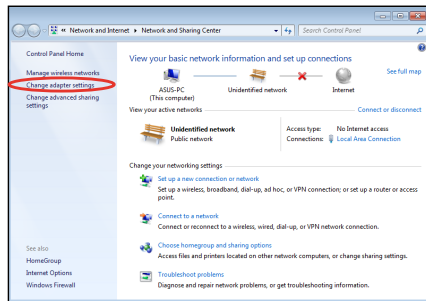 « Network and Internet ▸ Network and Sharing Center
Search Control Panel
Control Panel Home
Manage wireless networks
Change adapter settings
Change advanced sharing
settings
See also
HomeGroup
Internet Options
Windows Firewall
View your basic network information and set up connections
See full map
ASUS-PC
(This computer)
Unidentified network
Internet
View your active networks
Connect or disconnect
Unidentified network
Public network
Access type: No Internet access
Connections: Local Area Connection
Change your networking settings
Set up a new connection or network
Set up a wireless, broadband, dial-up, ad hoc, or VPN connection; or set up a router or access
point.
Connect to a network
Connect or reconnect to a wireless, wired, dial-up, or VPN network connection.
Choose homegroup and sharing options
Access files and printers located on other network computers, or change sharing settings.
Troubleshoot problems
Diagnose and repair network problems, or get troubleshooting information.